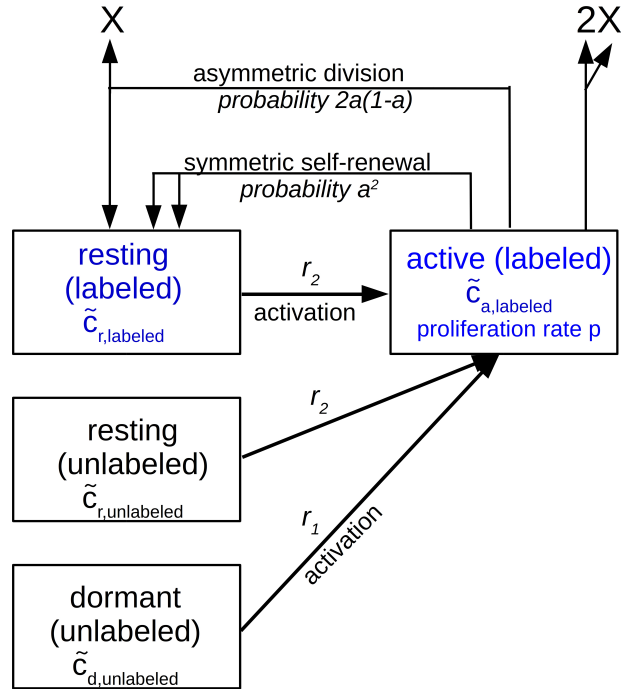 X
2X
asymmetric division
probability 2a(1-a)
symmetric self-renewal
probability a²
resting
(labeled)
c̃r,labeled
r₂
activation
active (labeled)
c̃a,labeled
proliferation rate p
resting
(unlabeled)
c̃r,unlabeled
r₂
r₁
activation
dormant
(unlabeled)
c̃d,unlabeled